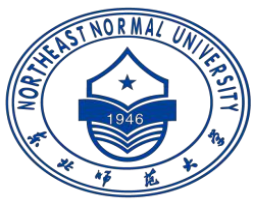 NORTHEAST NORMAL UNIVERSITY
1946
东北师范大学